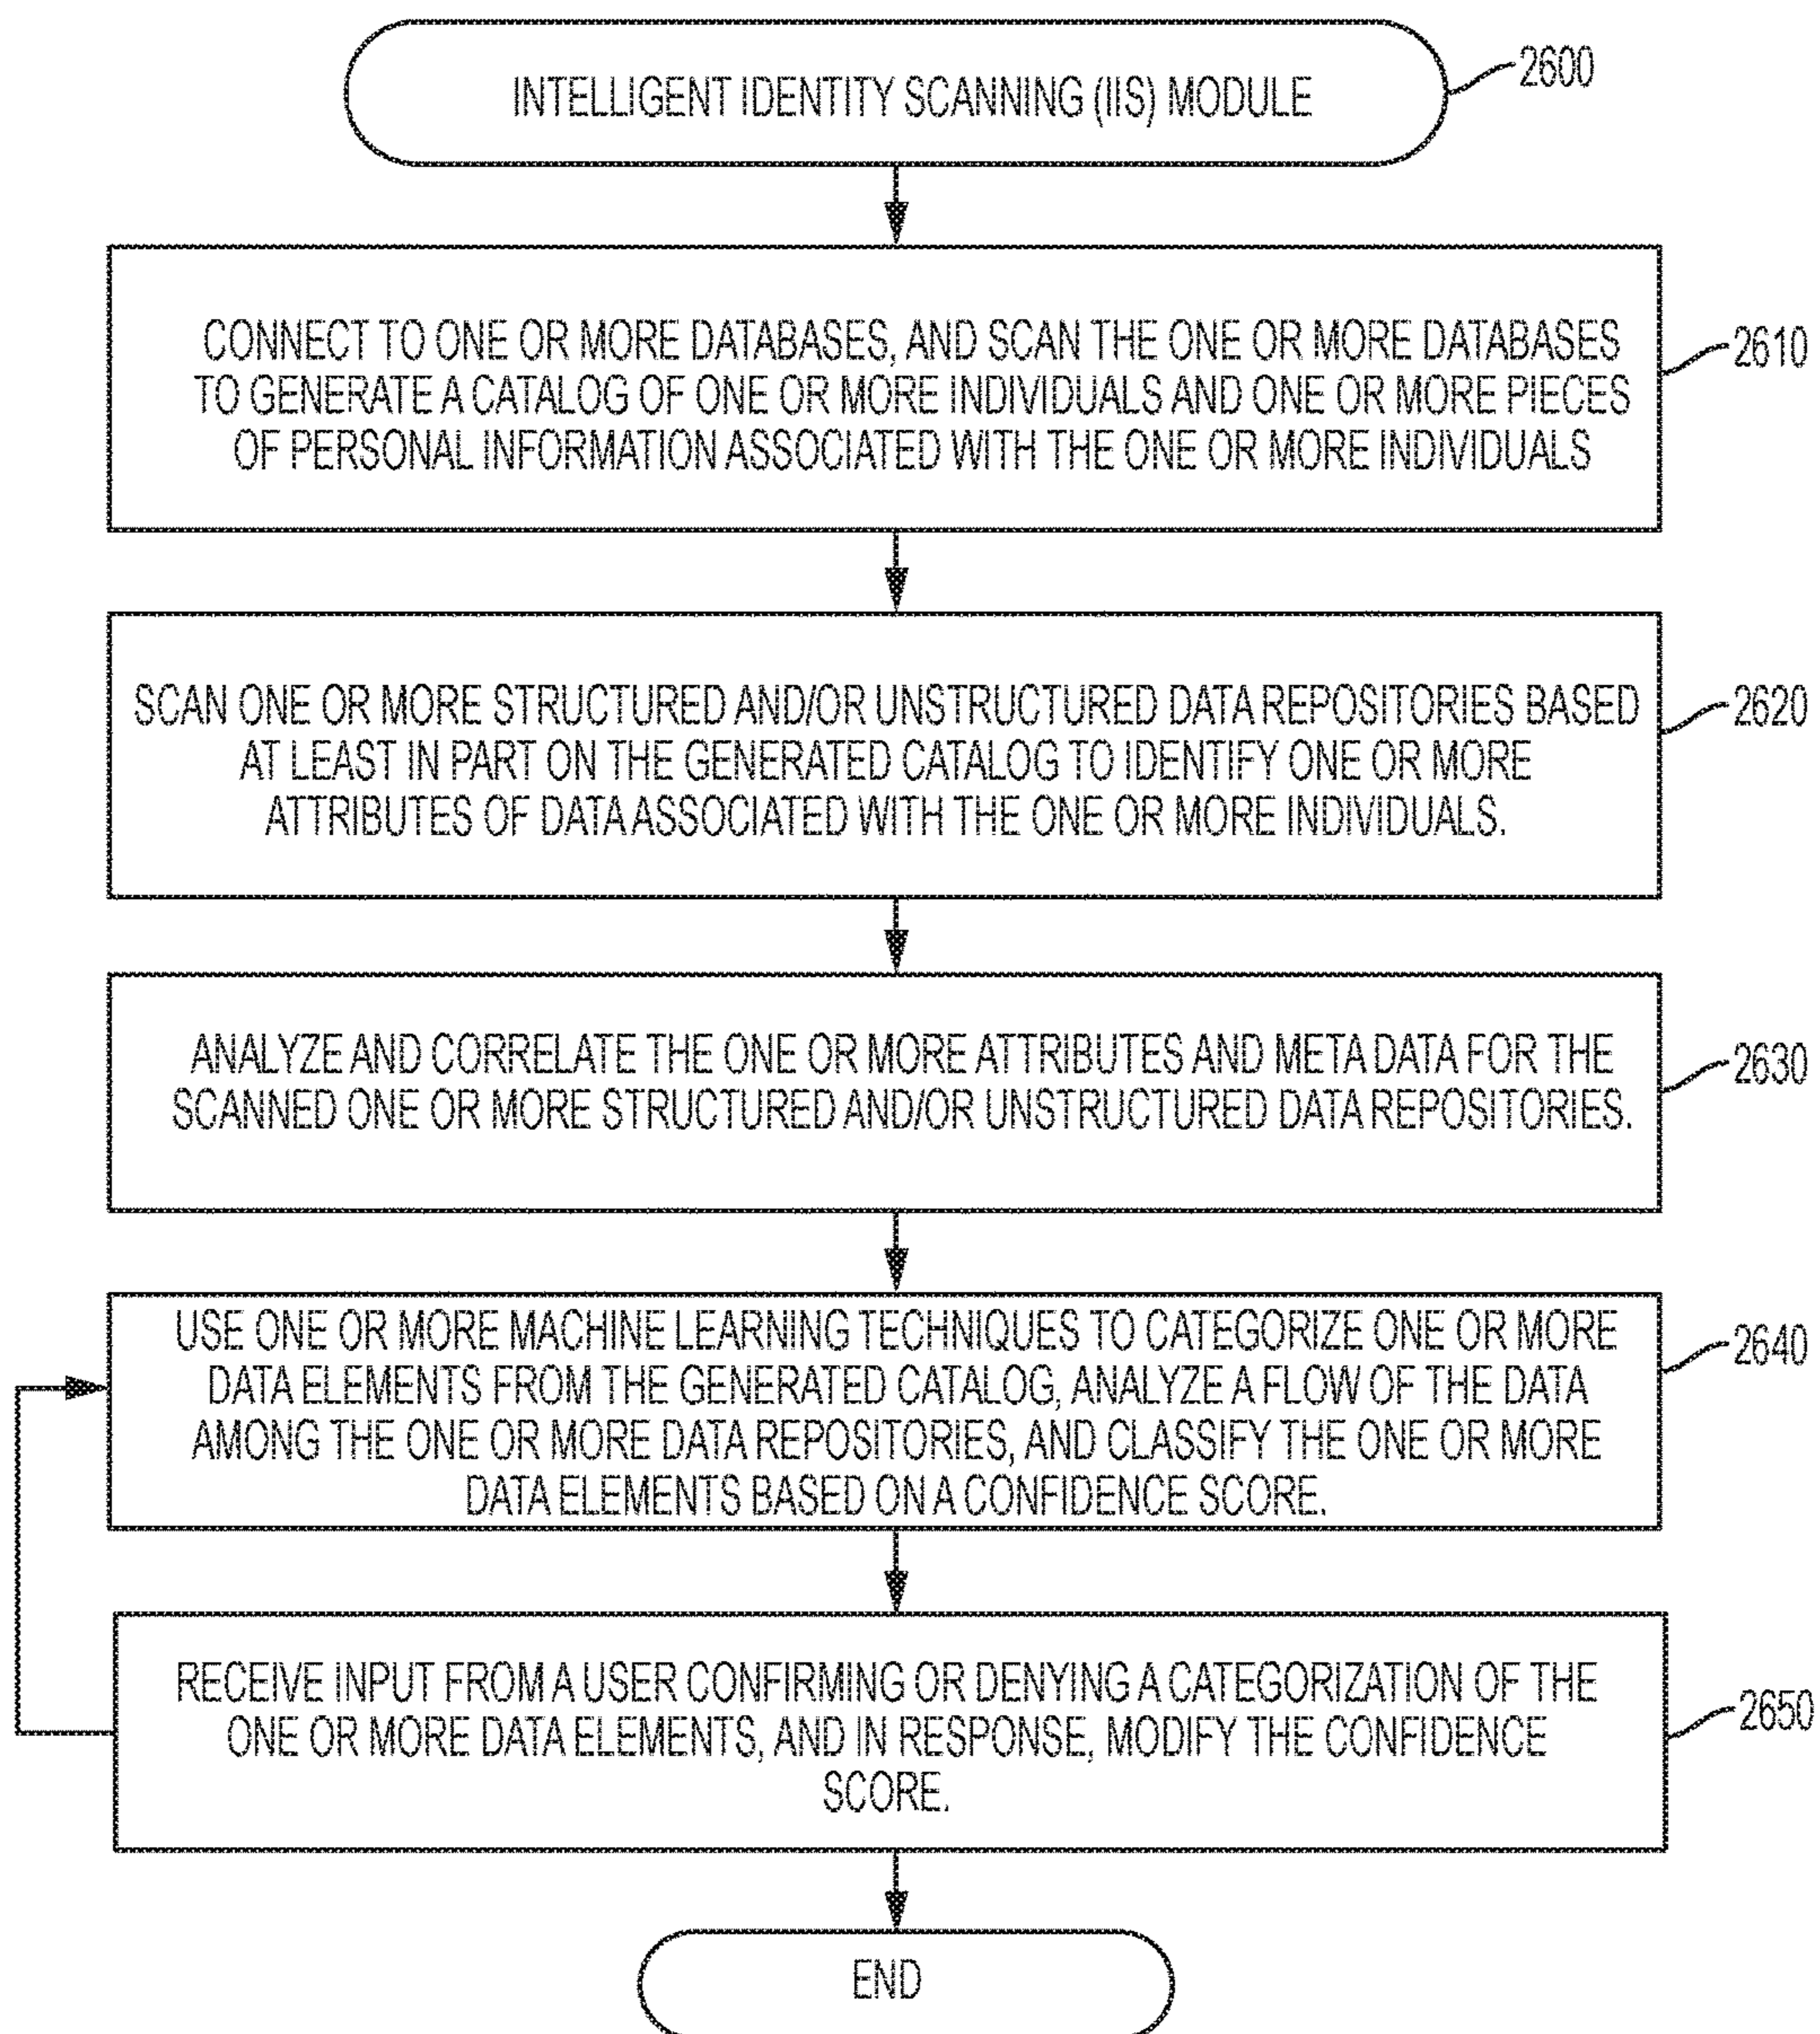 INTELLIGENT IDENTITY SCANNING (IIS) MODULE
2600
CONNECT TO ONE OR MORE DATABASES, AND SCAN THE ONE OR MORE DATABASES
TO GENERATE A CATALOG OF ONE OR MORE INDIVIDUALS AND ONE OR MORE PIECES
OF PERSONAL INFORMATION ASSOCIATED WITH THE ONE OR MORE INDIVIDUALS
2610
SCAN ONE OR MORE STRUCTURED AND/OR UNSTRUCTURED DATA REPOSITORIES BASED
AT LEAST IN PART ON THE GENERATED CATALOG TO IDENTIFY ONE OR MORE
ATTRIBUTES OF DATA ASSOCIATED WITH THE ONE OR MORE INDIVIDUALS.
2620
ANALYZE AND CORRELATE THE ONE OR MORE ATTRIBUTES AND META DATA FOR THE
SCANNED ONE OR MORE STRUCTURED AND/OR UNSTRUCTURED DATA REPOSITORIES.
2630
USE ONE OR MORE MACHINE LEARNING TECHNIQUES TO CATEGORIZE ONE OR MORE
DATA ELEMENTS FROM THE GENERATED CATALOG, ANALYZE A FLOW OF THE DATA
AMONG THE ONE OR MORE DATA REPOSITORIES, AND CLASSIFY THE ONE OR MORE
DATA ELEMENTS BASED ON A CONFIDENCE SCORE.
2640
RECEIVE INPUT FROM A USER CONFIRMING OR DENYING A CATEGORIZATION OF THE
ONE OR MORE DATA ELEMENTS, AND IN RESPONSE, MODIFY THE CONFIDENCE
SCORE.
2650
END